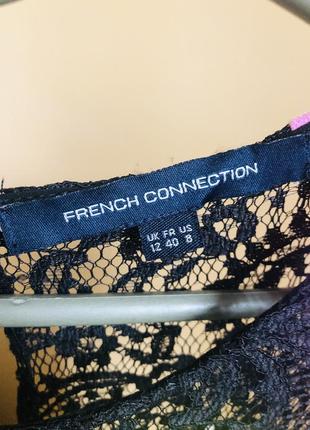 FRENCH CONNECTION
UK FR US
12 40 8